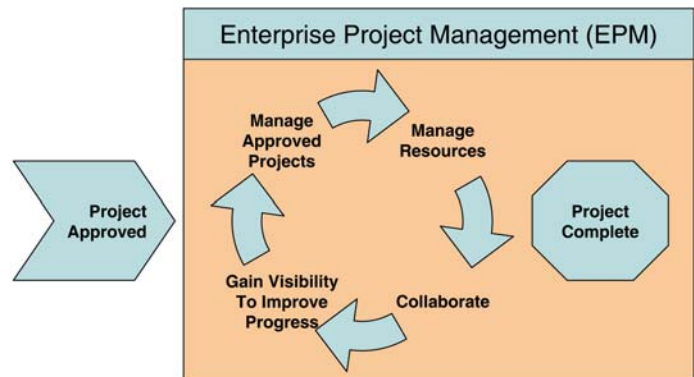 Enterprise Project Management (EPM)
Manage
Approved
Projects
Manage
Resources
Project
Approved
Project
Complete
Gain Visibility
To Improve
Progress
Collaborate